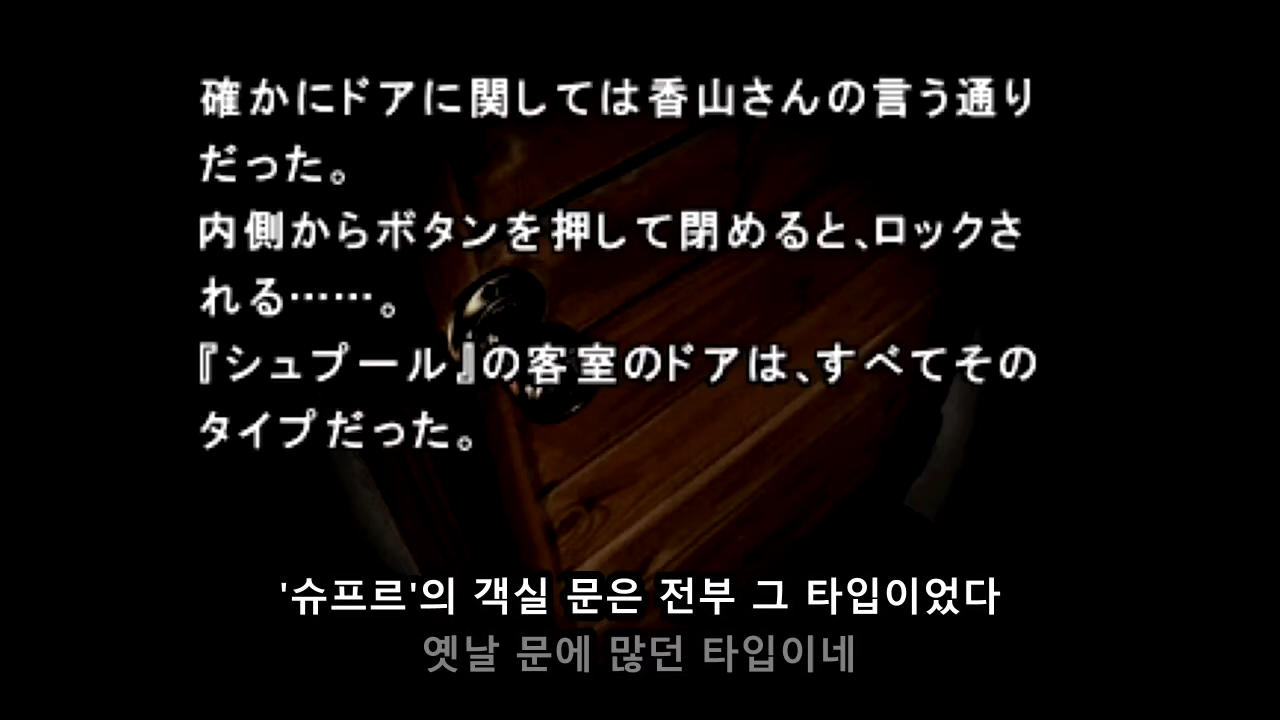 確かにドアに関しては香山さんの言う通り
だった。
内側からボタンを押して閉めると、ロックさ
れる……。
『シュプール』の客室のドアは、すべてその
タイプだった。
'슈프르'의 객실 문은 전부 그 타입이었다
옛날 문에 많던 타입이네